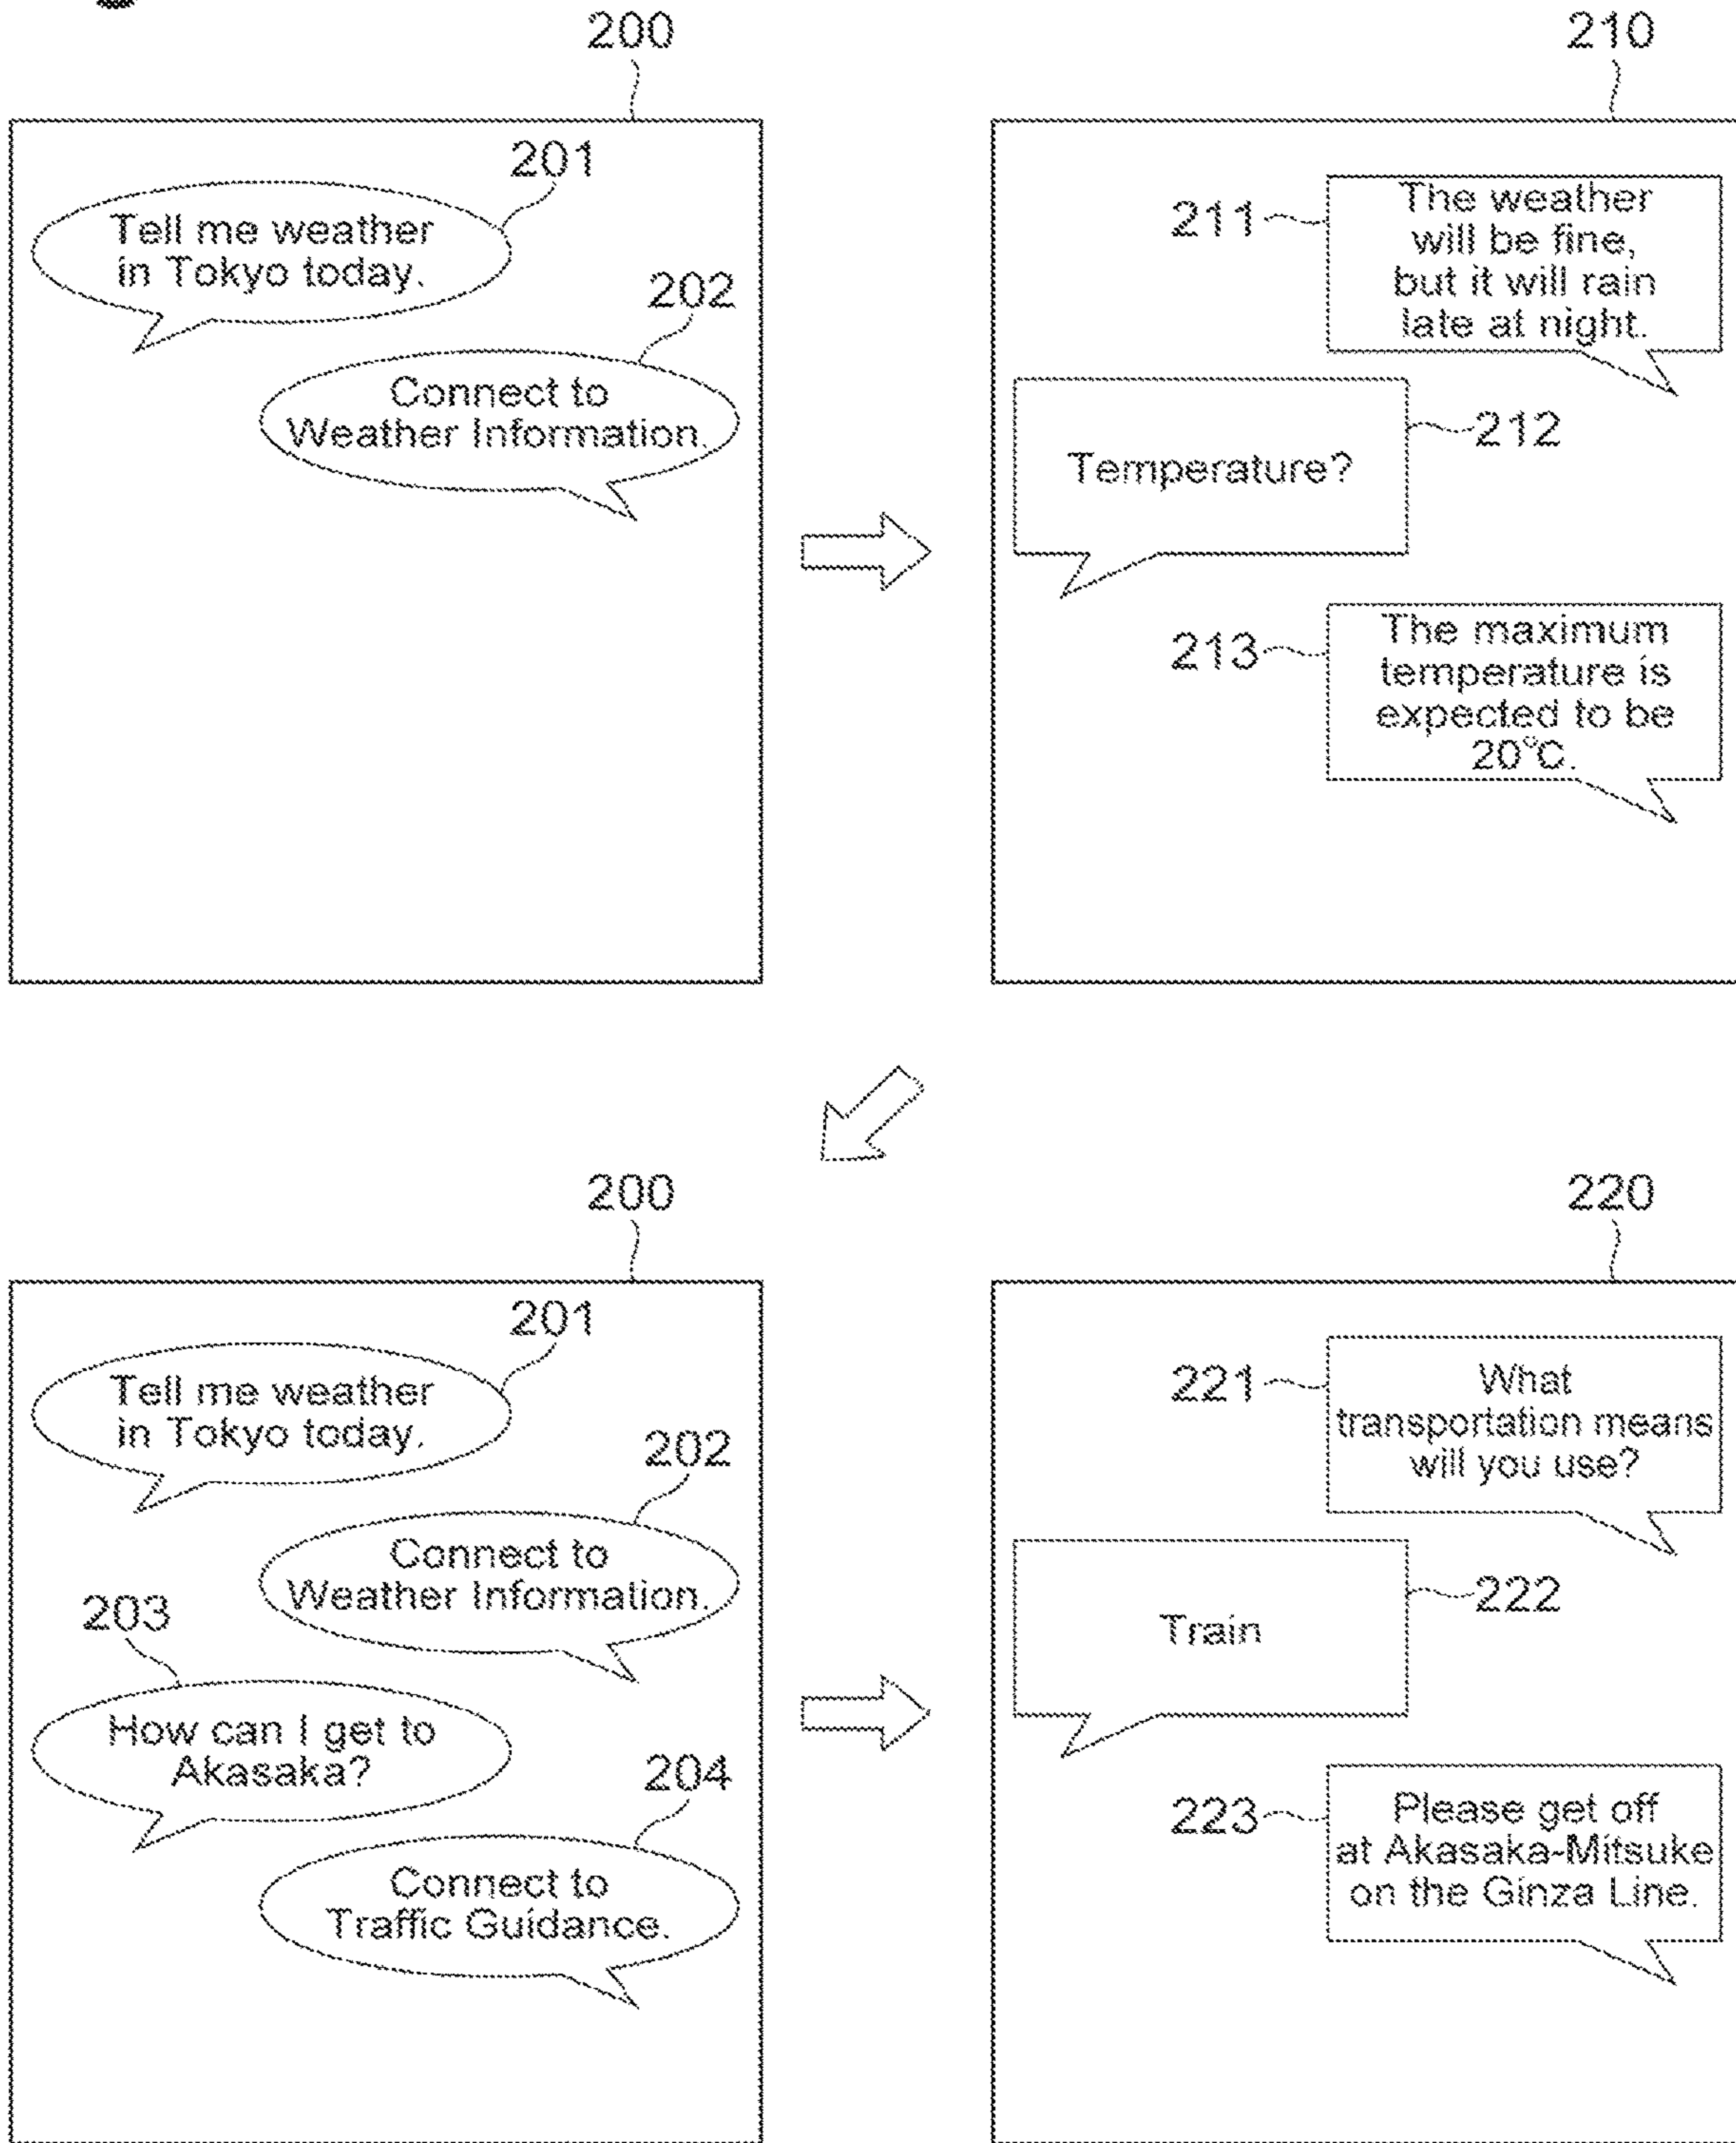 200
201
Tell me weather
in Tokyo today.
202
Connect to
Weather Information.
210
211
The weather
will be fine,
but it will rain
late at night.
212
Temperature?
213
The maximum
temperature is
expected to be
20°C.
200
201
Tell me weather
in Tokyo today.
202
Connect to
Weather Information.
203
How can I get to
Akasaka?
204
Connect to
Traffic Guidance.
220
221
What
transportation means
will you use?
222
Train
223
Please get off
at Akasaka-Mitsuke
on the Ginza Line.